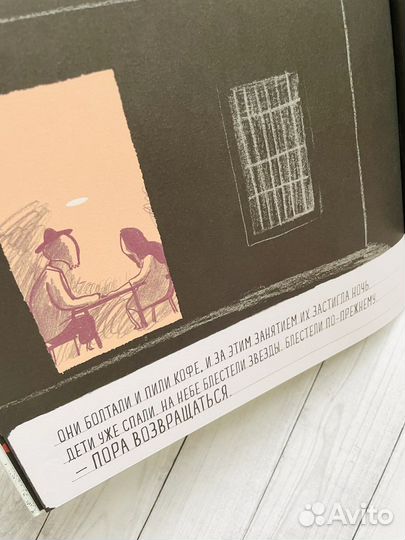 ОНИ БОЛТАЛИ И ПИЛИ КОФЕ, И ЗА ЭТИМ ЗАНЯТИЕМ ИХ ЗАСТИГЛА НОЧЬ.
ДЕТИ УЖЕ СПАЛИ. НА НЕБЕ БЛЕСТЕЛИ ЗВЕЗДЫ. БЛЕСТЕЛИ ПО-ПРЕЖНЕМУ.
— ПОРА ВОЗВРАЩАТЬСЯ.
Avito